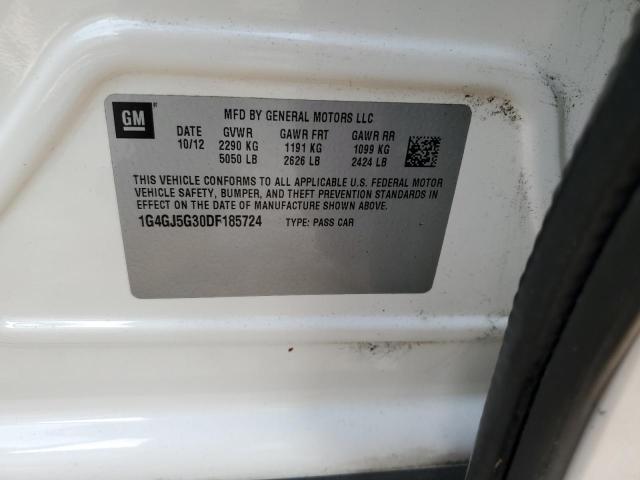 GM
MFD BY GENERAL MOTORS LLC
DATE GVWR GAWR FRT GAWR RR
10/12 2290 KG 1191 KG 1099 KG
5050 LB 2626 LB 2424 LB
THIS VEHICLE CONFORMS TO ALL APPLICABLE U.S. FEDERAL MOTOR
VEHICLE SAFETY, BUMPER, AND THEFT PREVENTION STANDARDS IN
EFFECT ON THE DATE OF MANUFACTURE SHOWN ABOVE.
1G4GJ5G30DF185724 TYPE: PASS CAR